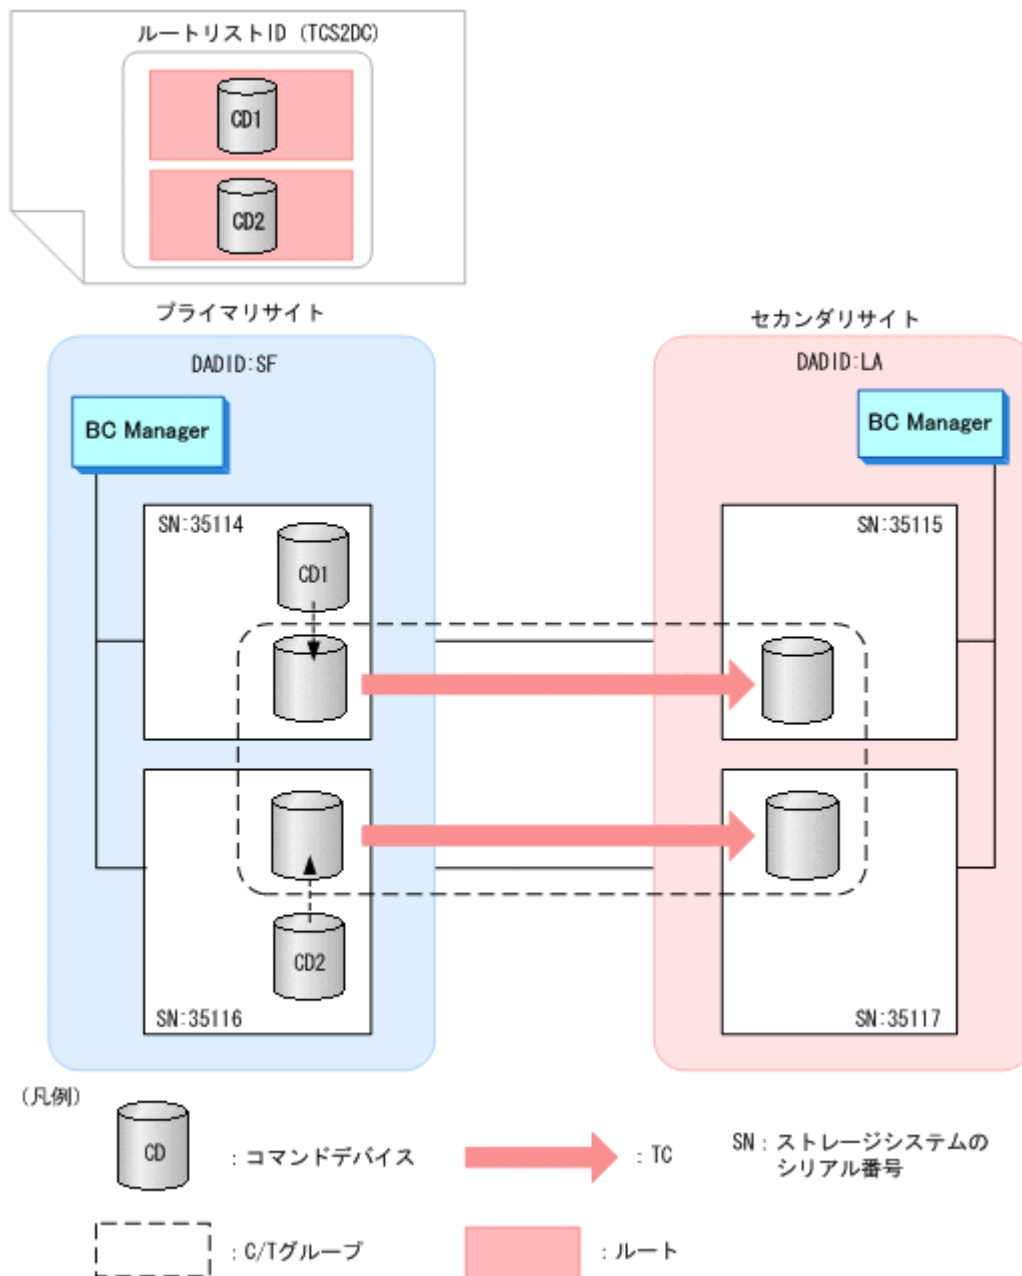 ルートリストID (TCS2DC)
CD1
CD2
プライマリサイト
セカンダリサイト
DADID:SF
DADID:LA
BC Manager
BC Manager
SN:35114
SN:35115
CD1
CD2
SN:35116
SN:35117
(凡例)
CD
：コマンドデバイス
：TC
SN：ストレージシステムの
シリアル番号
：C/Tグループ
：ルート